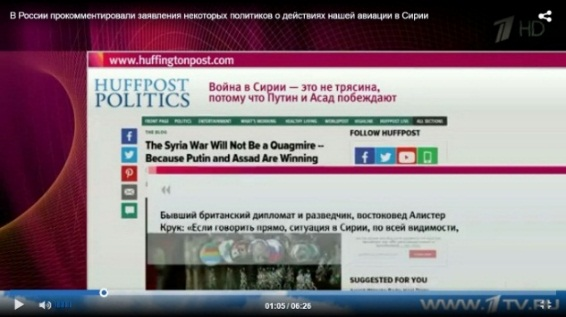 В России прокомментировали заявления некоторых политиков о действиях нашей авиации в Сирии
HD
www.huffingtonpost.com
HUFFPOST
POLITICS
Война в Сирии — это не трясина,
потому что Путин и Асад побеждают
FRONT PAGE POLITICS ENTERTAINMENT WHAT'S WORKING HEALTHY LIVING WORLDPOST HUFFPOST LIVE ALL SECTIONS
THE BLOG
FOLLOW HUFFPOST
The Syria War Will Not Be a Quagmire --
Because Putin and Assad Are Winning
Бывший британский дипломат и разведчик, востоковед Алистер
Крук: «Если говорить прямо, ситуация в Сирии, по всей видимости,
SUGGESTED FOR YOU
01:05 / 06:26
www.1TV.RU